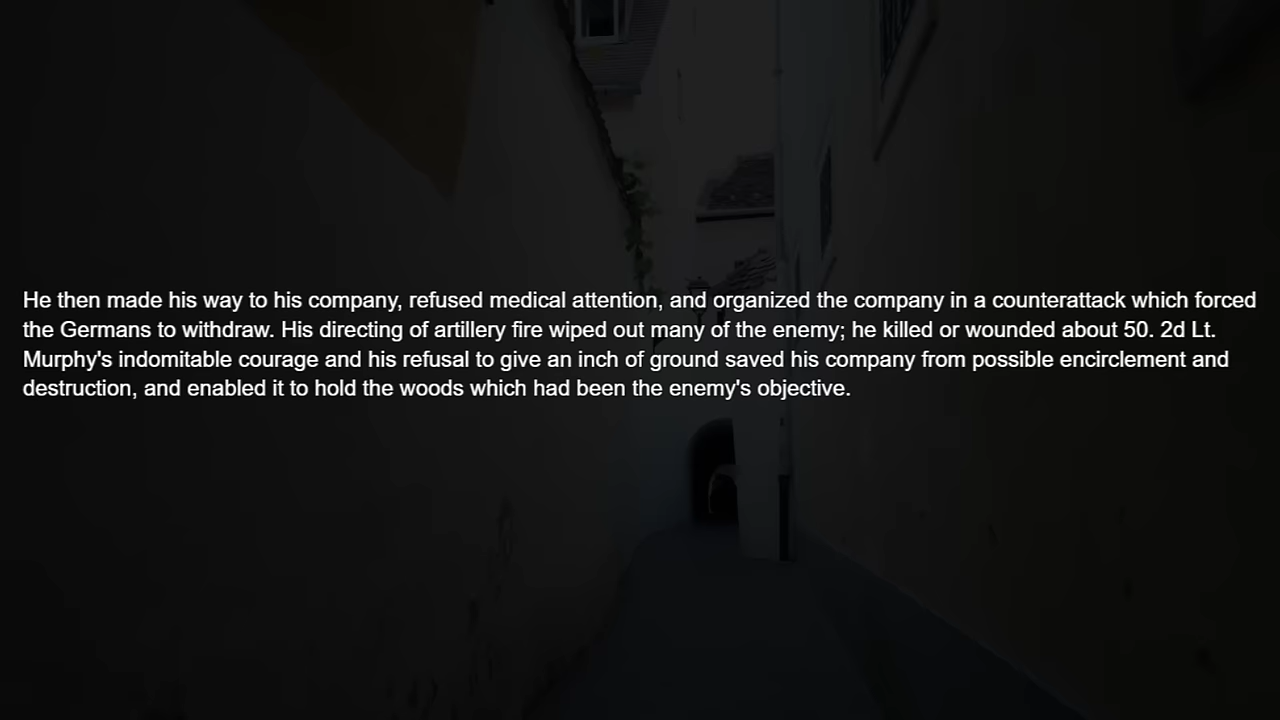 He then made his way to his company, refused medical attention, and organized the company in a counterattack which forced
the Germans to withdraw. His directing of artillery fire wiped out many of the enemy; he killed or wounded about 50. 2d Lt.
Murphy's indomitable courage and his refusal to give an inch of ground saved his company from possible encirclement and
destruction, and enabled it to hold the woods which had been the enemy's objective.